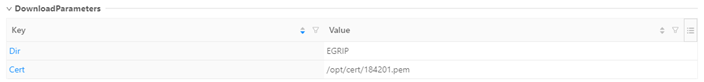 DownloadParameters
Key Value
Dir EGRIP
Cert /opt/cert/184201.pem